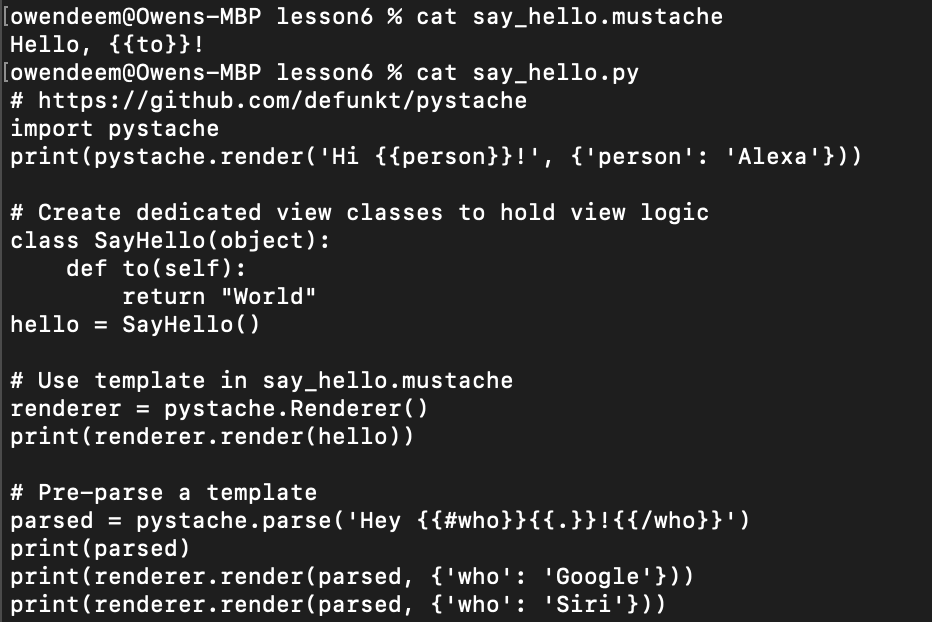 [owendeem@Owens-MBP lesson6 % cat say_hello.mustache
Hello, {{to}}!
[owendeem@Owens-MBP lesson6 % cat say_hello.py
# https://github.com/defunkt/pystache
import pystache
print(pystache.render('Hi {{person}}!', {'person': 'Alexa'}))

# Create dedicated view classes to hold view logic
class SayHello(object):
    def to(self):
        return "World"
hello = SayHello()

# Use template in say_hello.mustache
renderer = pystache.Renderer()
print(renderer.render(hello))

# Pre-parse a template
parsed = pystache.parse('Hey {{#who}}{{.}}!{{/who}}')
print(parsed)
print(renderer.render(parsed, {'who': 'Google'}))
print(renderer.render(parsed, {'who': 'Siri'}))